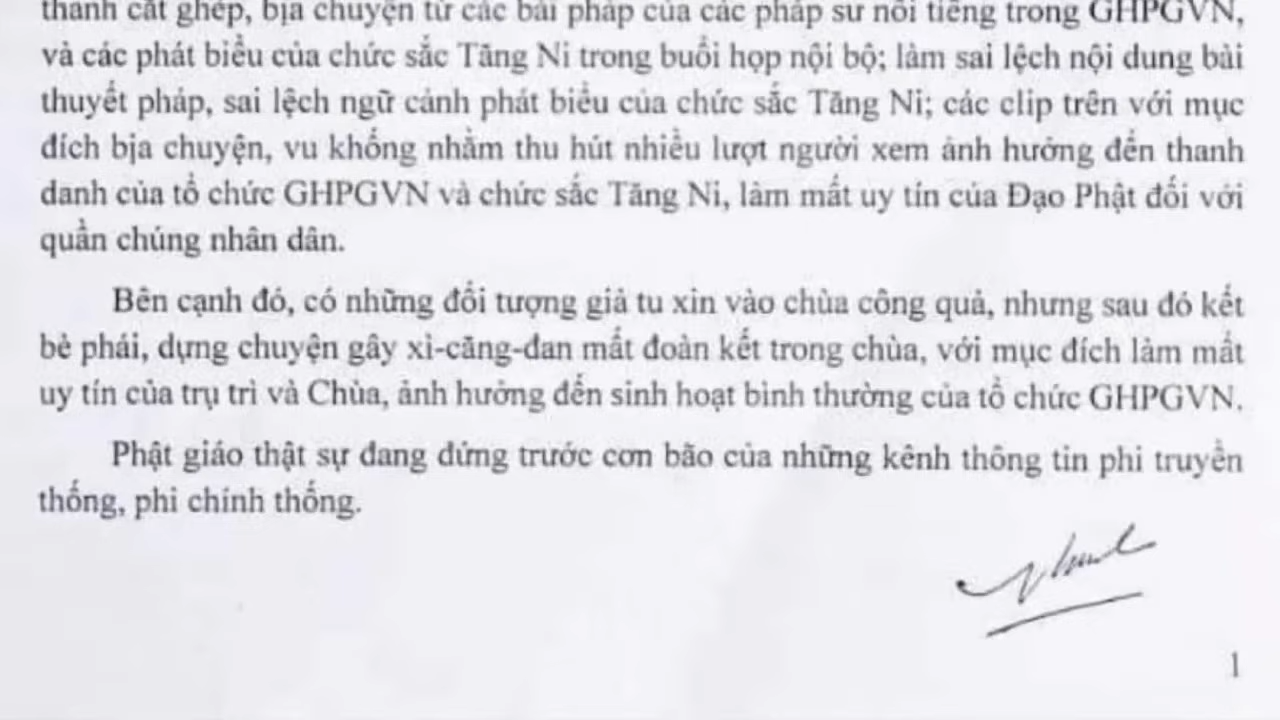 thanh cắt ghép, bịa chuyện từ các bài pháp của các pháp sư nổi tiếng trong GHPGVN,
và các phát biểu của chức sắc Tăng Ni trong buổi họp nội bộ; làm sai lệch nội dung bài
thuyết pháp, sai lệch ngữ cảnh phát biểu của chức sắc Tăng Ni; các clip trên với mục
đích bịa chuyện, vu khống nhằm thu hút nhiều lượt người xem ảnh hưởng đến thanh
danh của tổ chức GHPGVN và chức sắc Tăng Ni, làm mất uy tín của Đạo Phật đối với
quần chúng nhân dân.
Bên cạnh đó, có những đối tượng giả tu xin vào chùa công quả, nhưng sau đó kết
bè phái, dựng chuyện gây xì-căng-đan mất đoàn kết trong chùa, với mục đích làm mất
uy tín của trụ trì và Chùa, ảnh hưởng đến sinh hoạt bình thường của tổ chức GHPGVN.
Phật giáo thật sự đang đứng trước cơn bão của những kênh thông tin phi truyền
thống, phi chính thống.
1